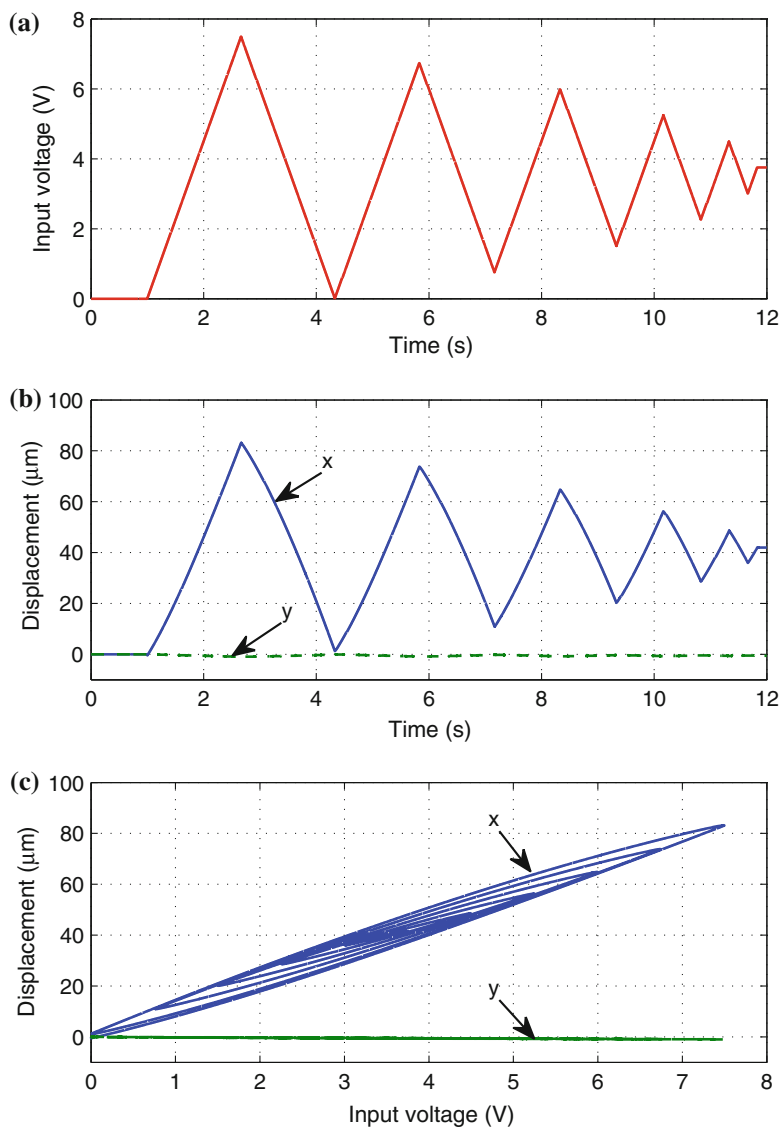 (a)
Input voltage (V)
8
6
4
2
0
0 2 4 6 8 10 12
Time (s)
(b)
Displacement (μm)
100
80
60
40
20
0
x
y
0 2 4 6 8 10 12
Time (s)
(c)
Displacement (μm)
100
80
60
40
20
0
x
y
0 1 2 3 4 5 6 7 8
Input voltage (V)